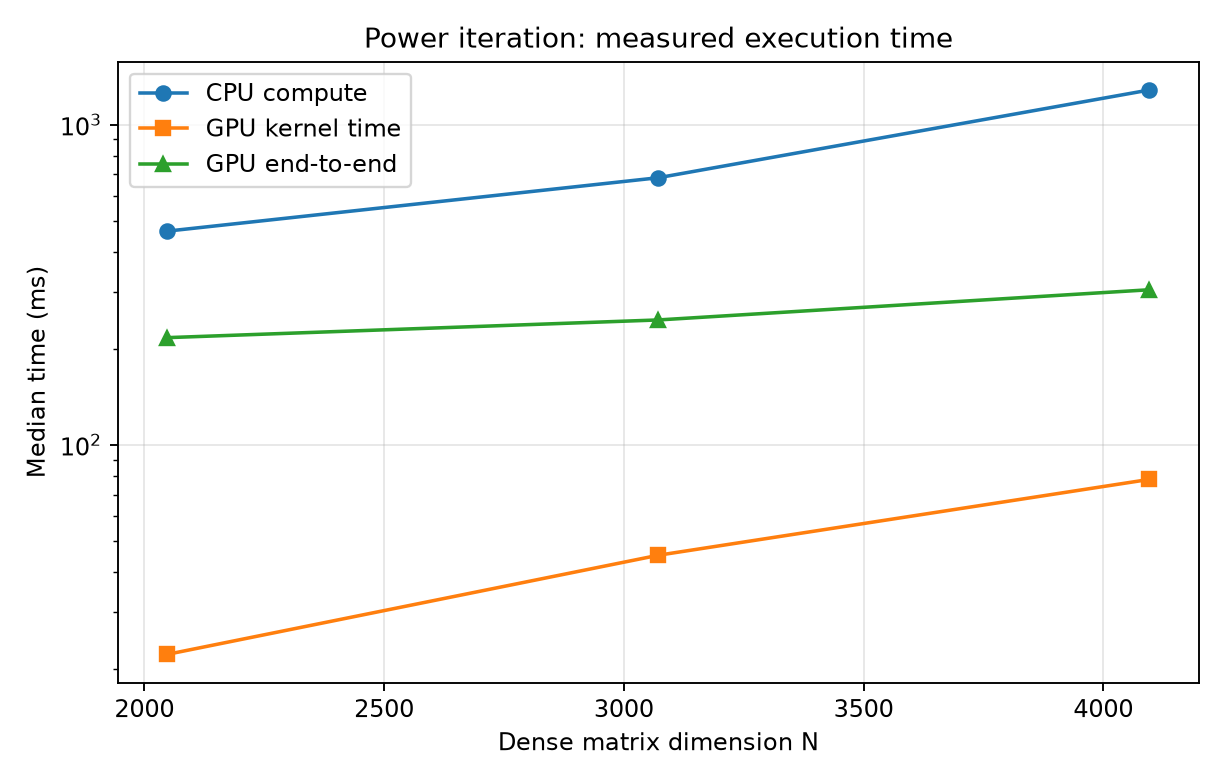 Power iteration: measured execution time
CPU compute
GPU kernel time
GPU end-to-end
10³
10²
Median time (ms)
2000 2500 3000 3500 4000
Dense matrix dimension N